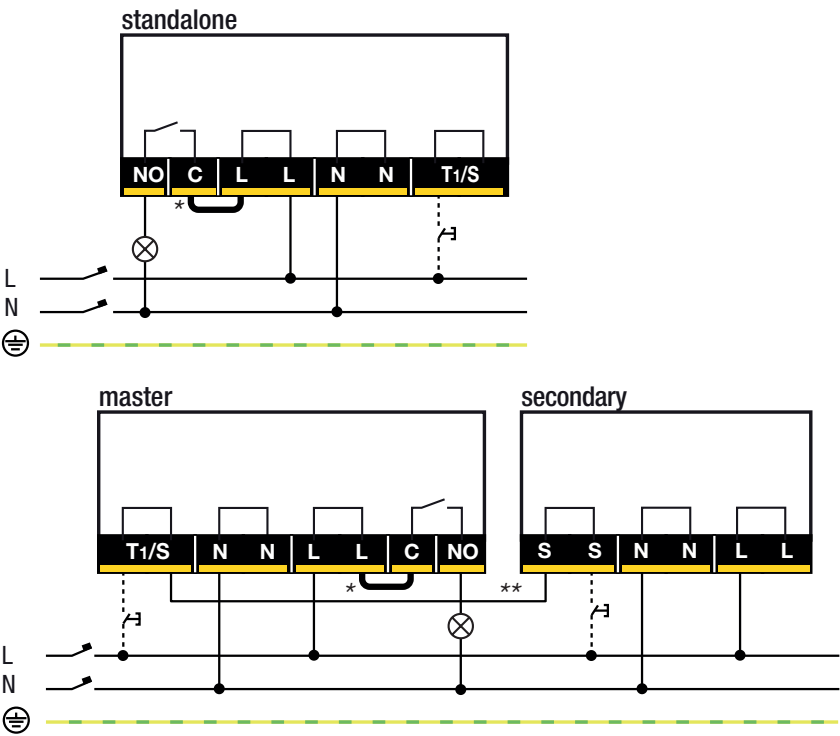 standalone
NO C L L N N T1/S
*
L
N
master secondary
T1/S N N L L C NO S S N N L L
* **
L
N